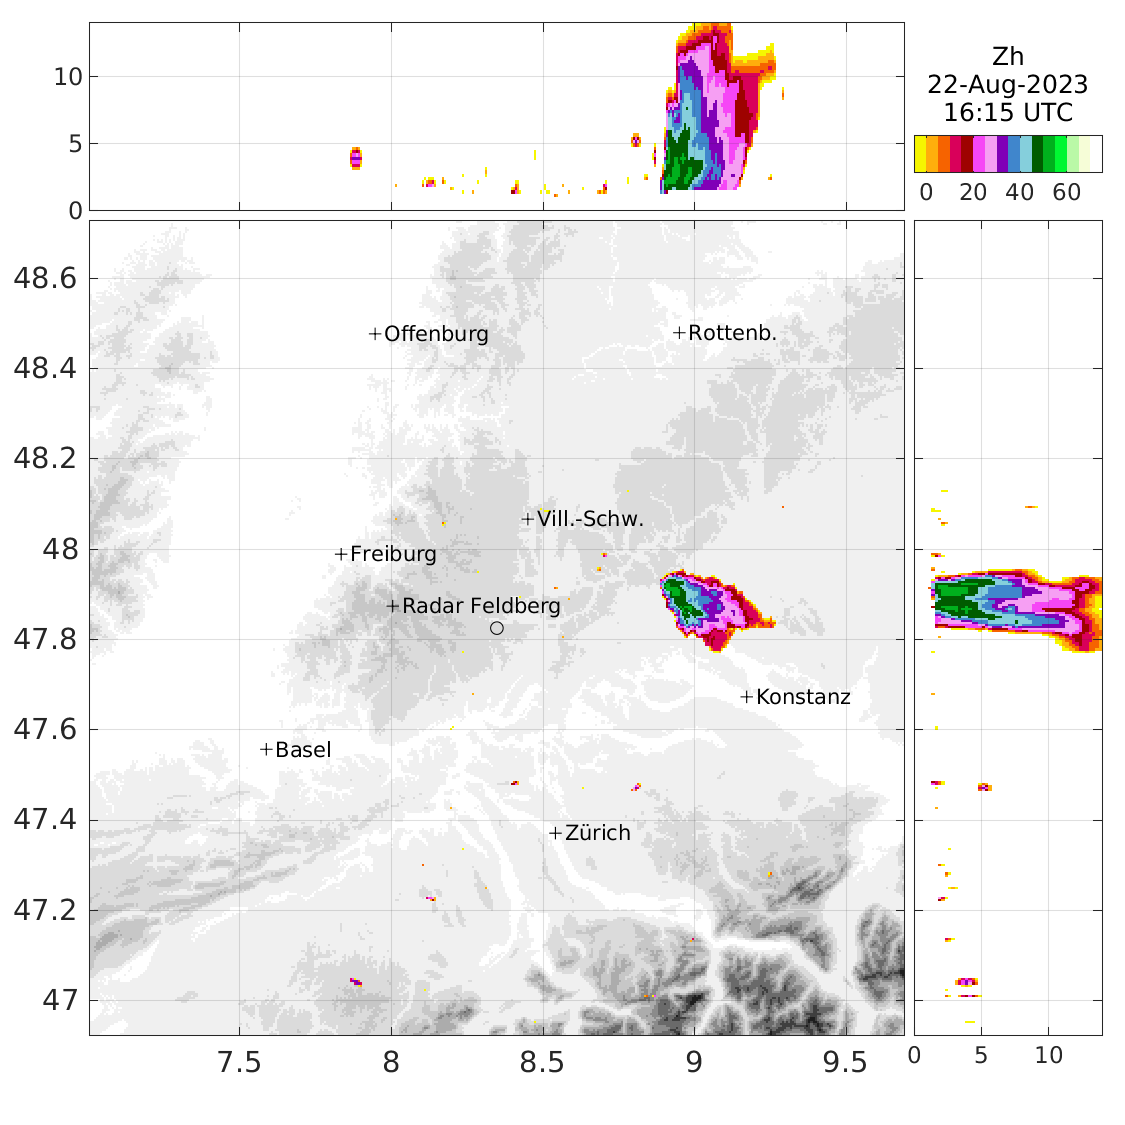 10
5
0
Zh
22-Aug-2023
16:15 UTC
0 20 40 60
48.6
48.4
48.2
48
47.8
47.6
47.4
47.2
47
+Offenburg
+Rottenb.
+Vill.-Schw.
+Freiburg
+Radar Feldberg
+Konstanz
+Basel
+Zürich
7.5 8 8.5 9 9.5
0 5 10